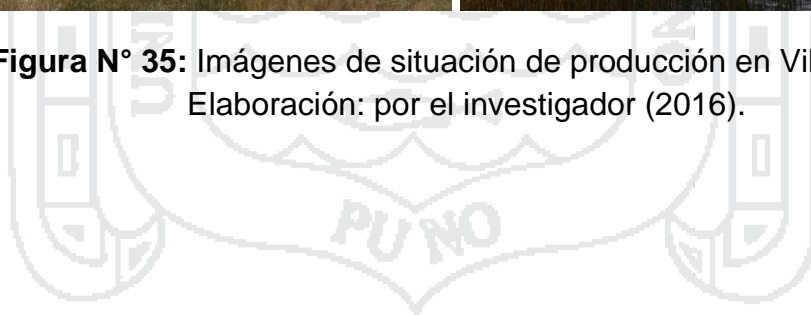 Figura N° 35: Imágenes de situación de producción en
Elaboración: por el investigador (2016).
PUNO